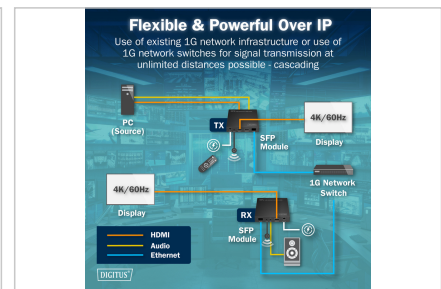 Flexible & Powerful Over IP
Use of existing 1G network infrastructure or use of
1G network switches for signal transmission at
unlimited distances possible - cascading
PC
(Source)
TX
SFP
Module
4K/60Hz
Display
1G Network
Switch
4K/60Hz
Display
RX
SFP
Module
HDMI
Audio
Ethernet
DIGITUS